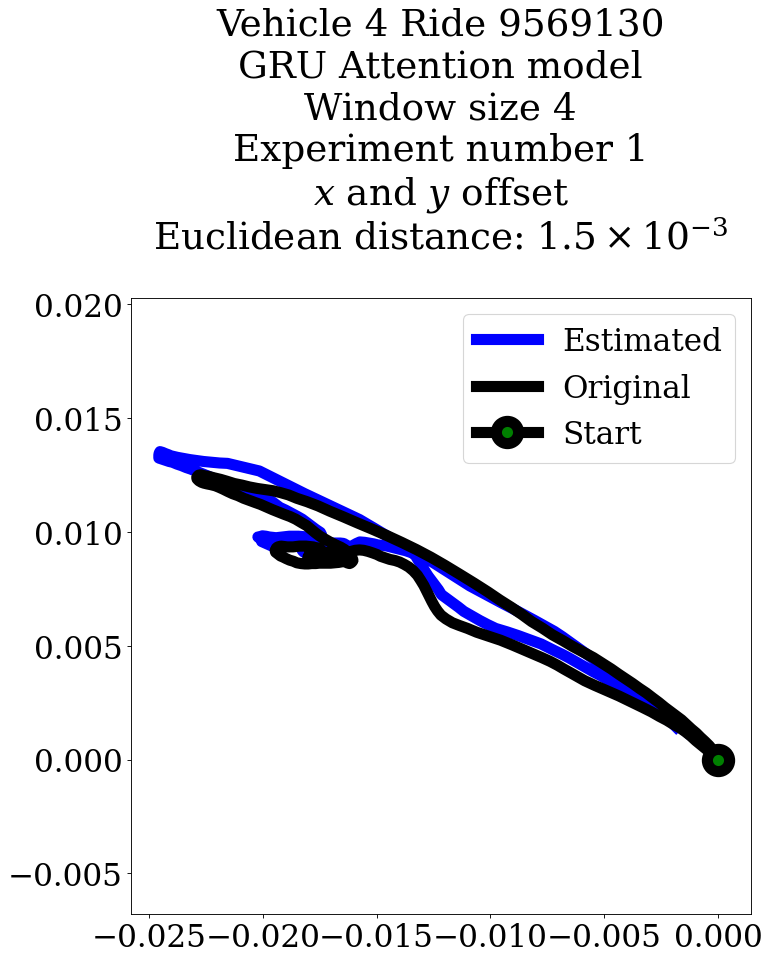 Vehicle 4 Ride 9569130
GRU Attention model
Window size 4
Experiment number 1
x and y offset
Euclidean distance: 1.5 × 10⁻³
0.020
0.015
0.010
0.005
0.000
−0.005
Estimated
Original
Start
−0.025 −0.020 −0.015 −0.010 −0.005 0.000